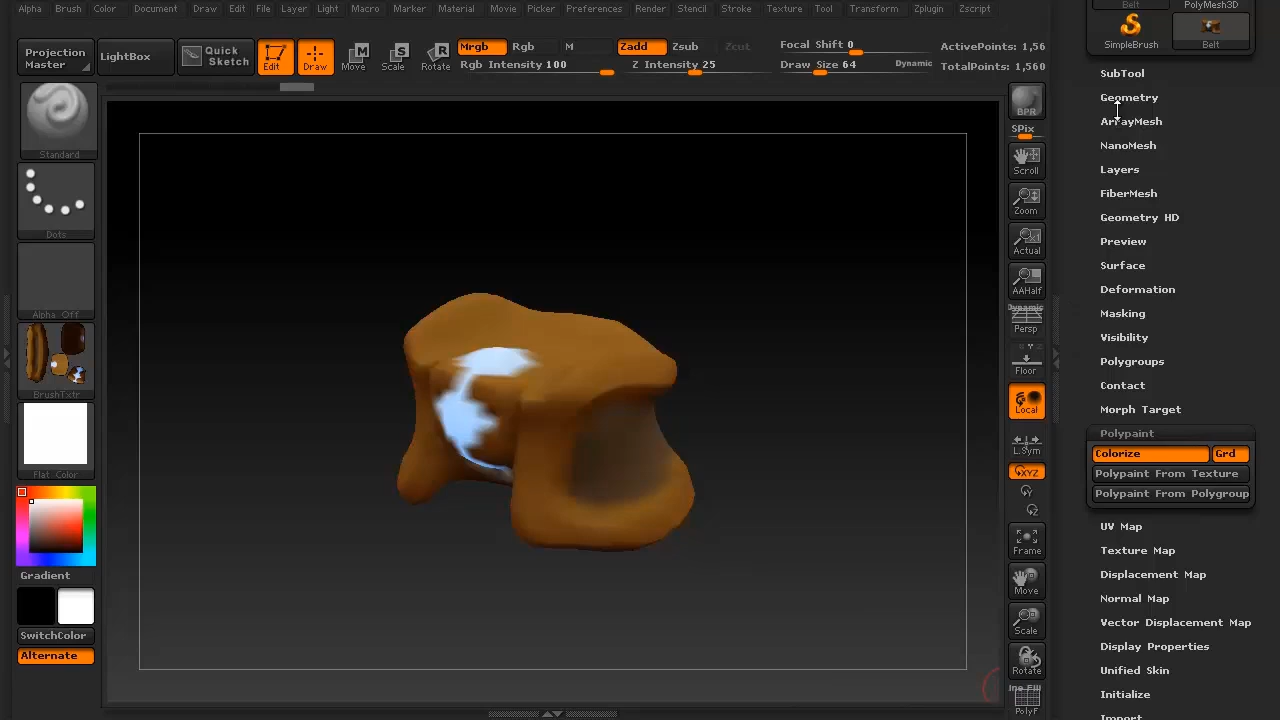 Alpha Brush Color Document Draw Edit File Layer Light Macro Marker Material Movie Picker Preferences Render Stencil Stroke Texture Tool Transform Zplugin Zscript
Projection Master
LightBox
Quick Sketch
Edit
Draw
Move
Scale
Rotate
Mrgb Rgb M
Rgb Intensity 100
Zadd Zsub Zcut
Z Intensity 25
Focal Shift 0
Draw Size 64 Dynamic
ActivePoints: 1,56
TotalPoints: 1,560
Standard
Dots
Alpha Off
BrushTxtr
Flat Color
Gradient
SwitchColor
Alternate
BPR
SPix
Scroll
Zoom
Actual
AAHalf
Dynamic
Persp
Floor
Local
L.Sym
XYZ
Y
Z
Frame
Move
Scale
Rotate
PolyF
Belt PolyMesh3D
SimpleBrush Belt
SubTool
Geometry
ArrayMesh
NanoMesh
Layers
FiberMesh
Geometry HD
Preview
Surface
Deformation
Masking
Visibility
Polygroups
Contact
Morph Target
Polypaint
Colorize Grd
Polypaint From Texture
Polypaint From Polygroup
UV Map
Texture Map
Displacement Map
Normal Map
Vector Displacement Map
Display Properties
Unified Skin
Initialize
Import